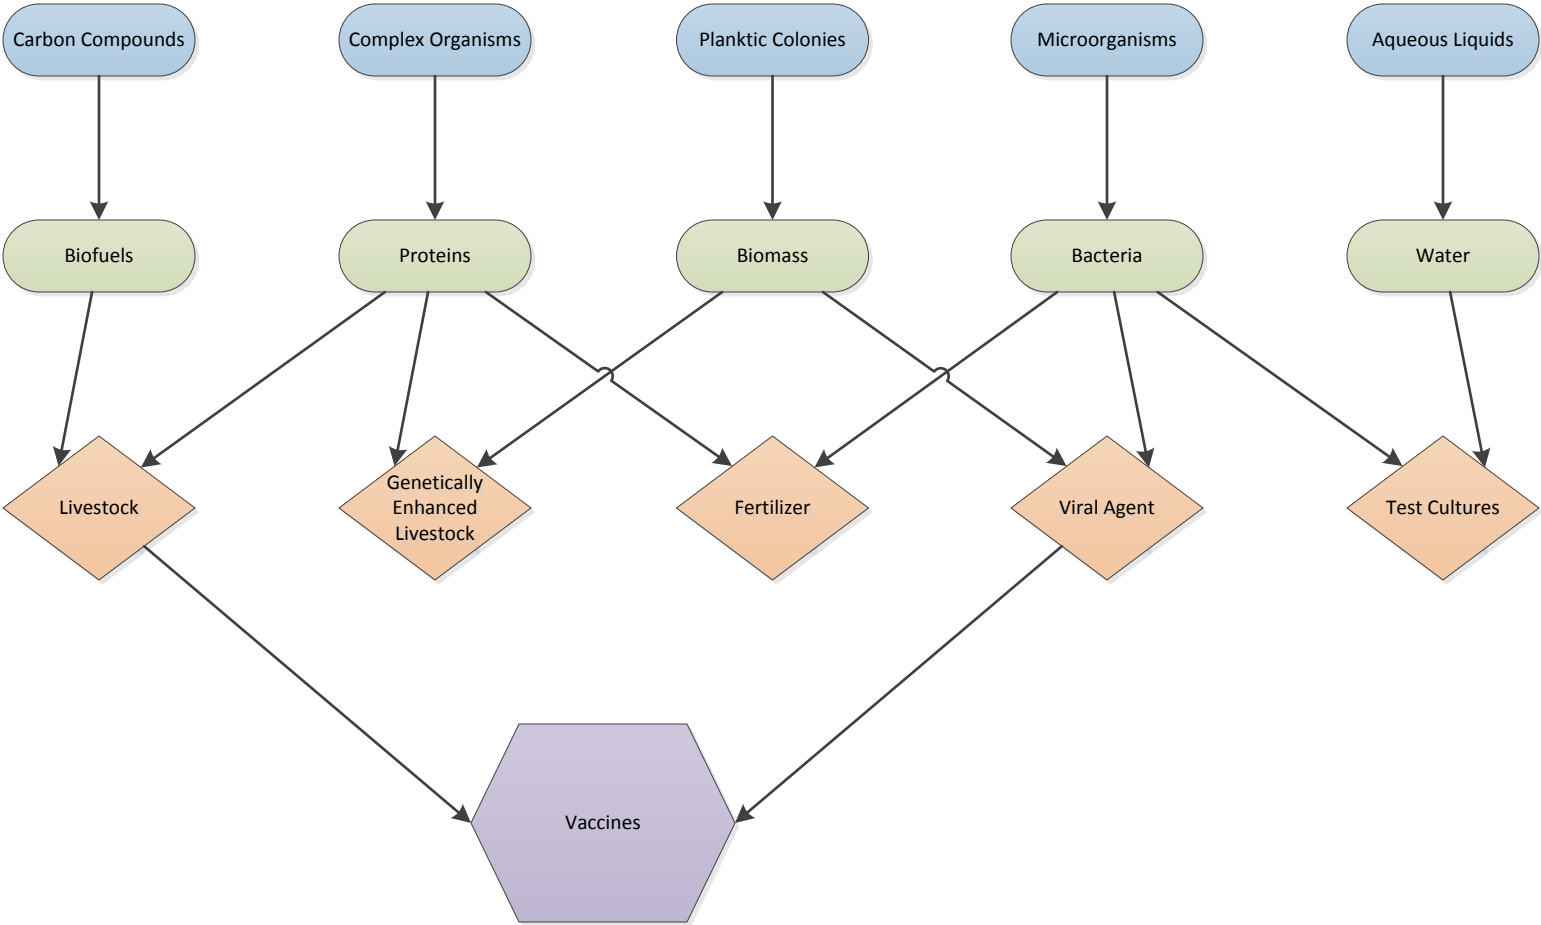 Carbon Compounds
Complex Organisms
Planktic Colonies
Microorganisms
Aqueous Liquids
Biofuels
Proteins
Biomass
Bacteria
Water
Livestock
Genetically
Enhanced
Livestock
Fertilizer
Viral Agent
Test Cultures
Vaccines